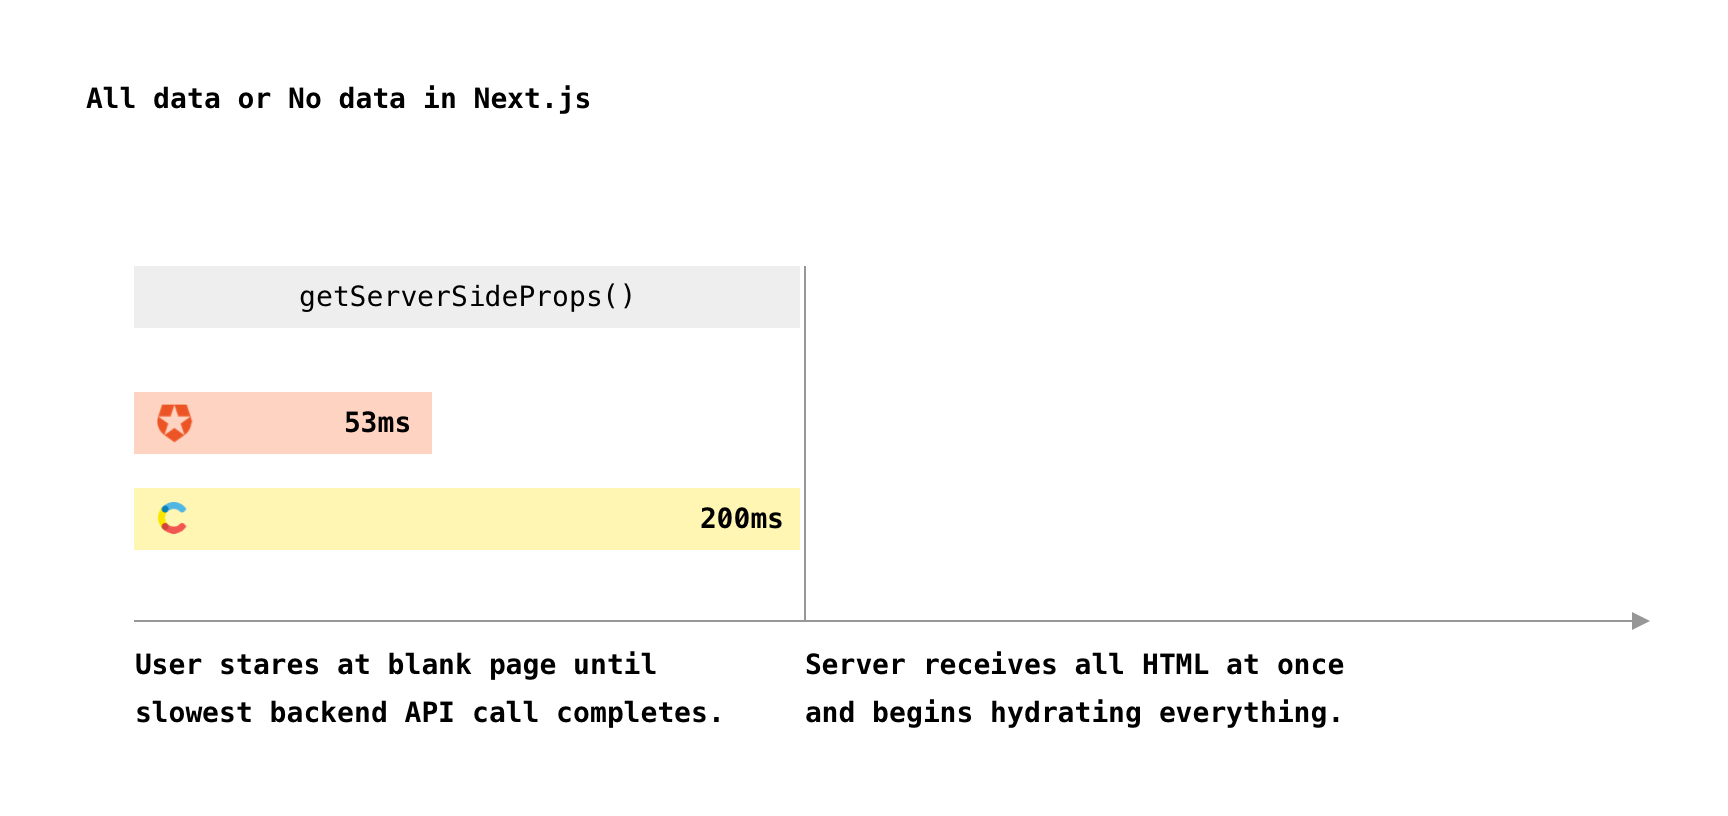 All data or No data in Next.js
getServerSideProps()
53ms
200ms
User stares at blank page until
slowest backend API call completes.
Server receives all HTML at once
and begins hydrating everything.